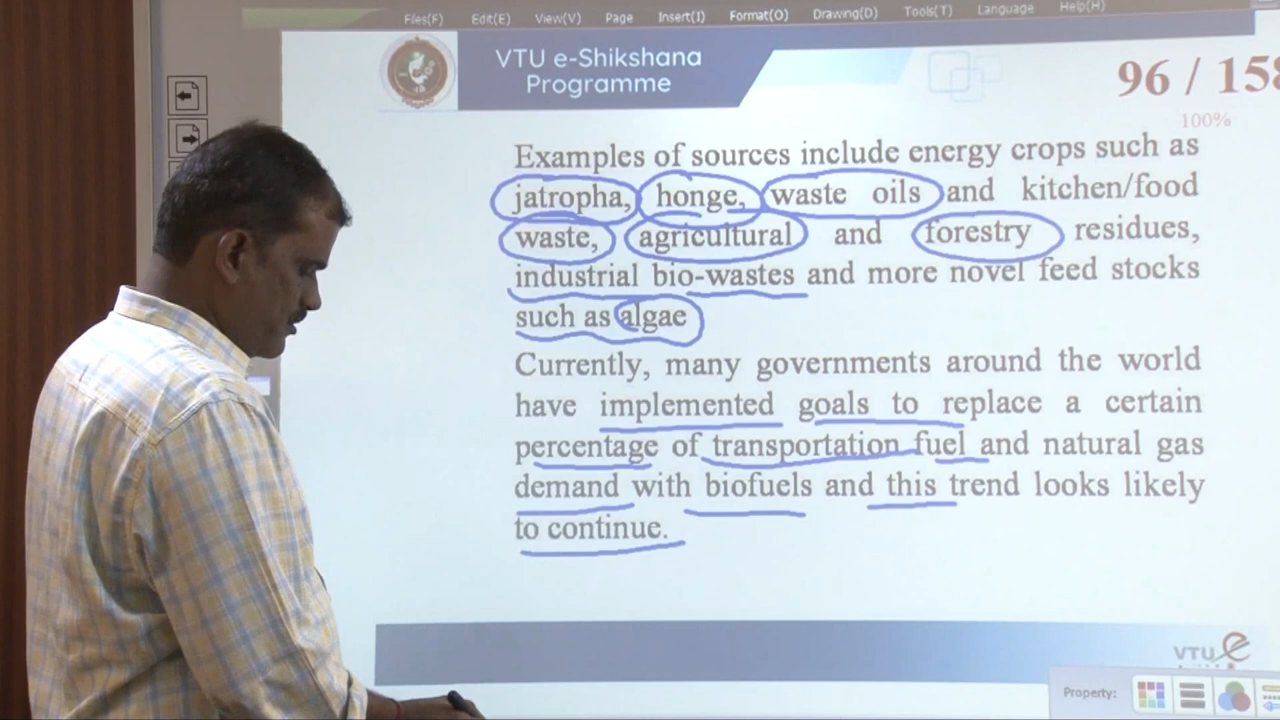 Files(F) Edit(E) View(V) Page Insert(I) Format(O) Drawing(D) Tools(T) Language Help(H)
VTU e-Shikshana
Programme
96 / 158
100%
Examples of sources include energy crops such as
jatropha, honge, waste oils and kitchen/food
waste, agricultural and forestry residues,
industrial bio-wastes and more novel feed stocks
such as algae
Currently, many governments around the world
have implemented goals to replace a certain
percentage of transportation fuel and natural gas
demand with biofuels and this trend looks likely
to continue.
VTU e
Property: